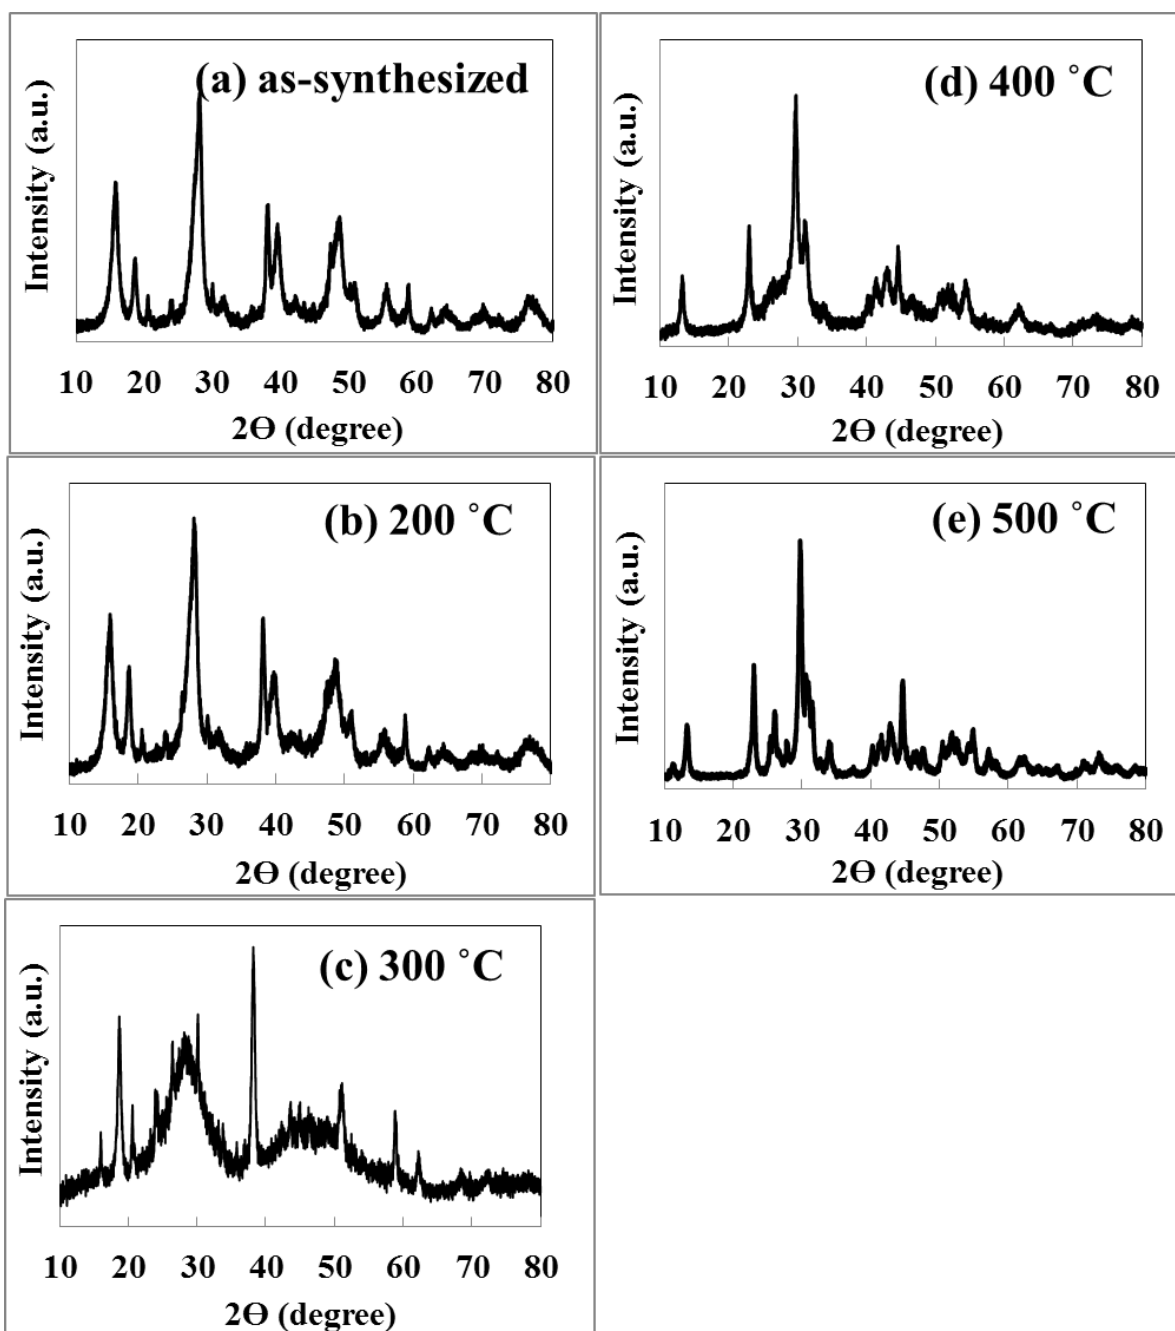 (a) as-synthesized
Intensity (a.u.)
10 20 30 40 50 60 70 80
2ϴ (degree)
(d) 400 ˚C
Intensity (a.u.)
10 20 30 40 50 60 70 80
2ϴ (degree)
(b) 200 ˚C
Intensity (a.u.)
10 20 30 40 50 60 70 80
2ϴ (degree)
(e) 500 ˚C
Intensity (a.u.)
10 20 30 40 50 60 70 80
2ϴ (degree)
(c) 300 ˚C
Intensity (a.u.)
10 20 30 40 50 60 70 80
2ϴ (degree)